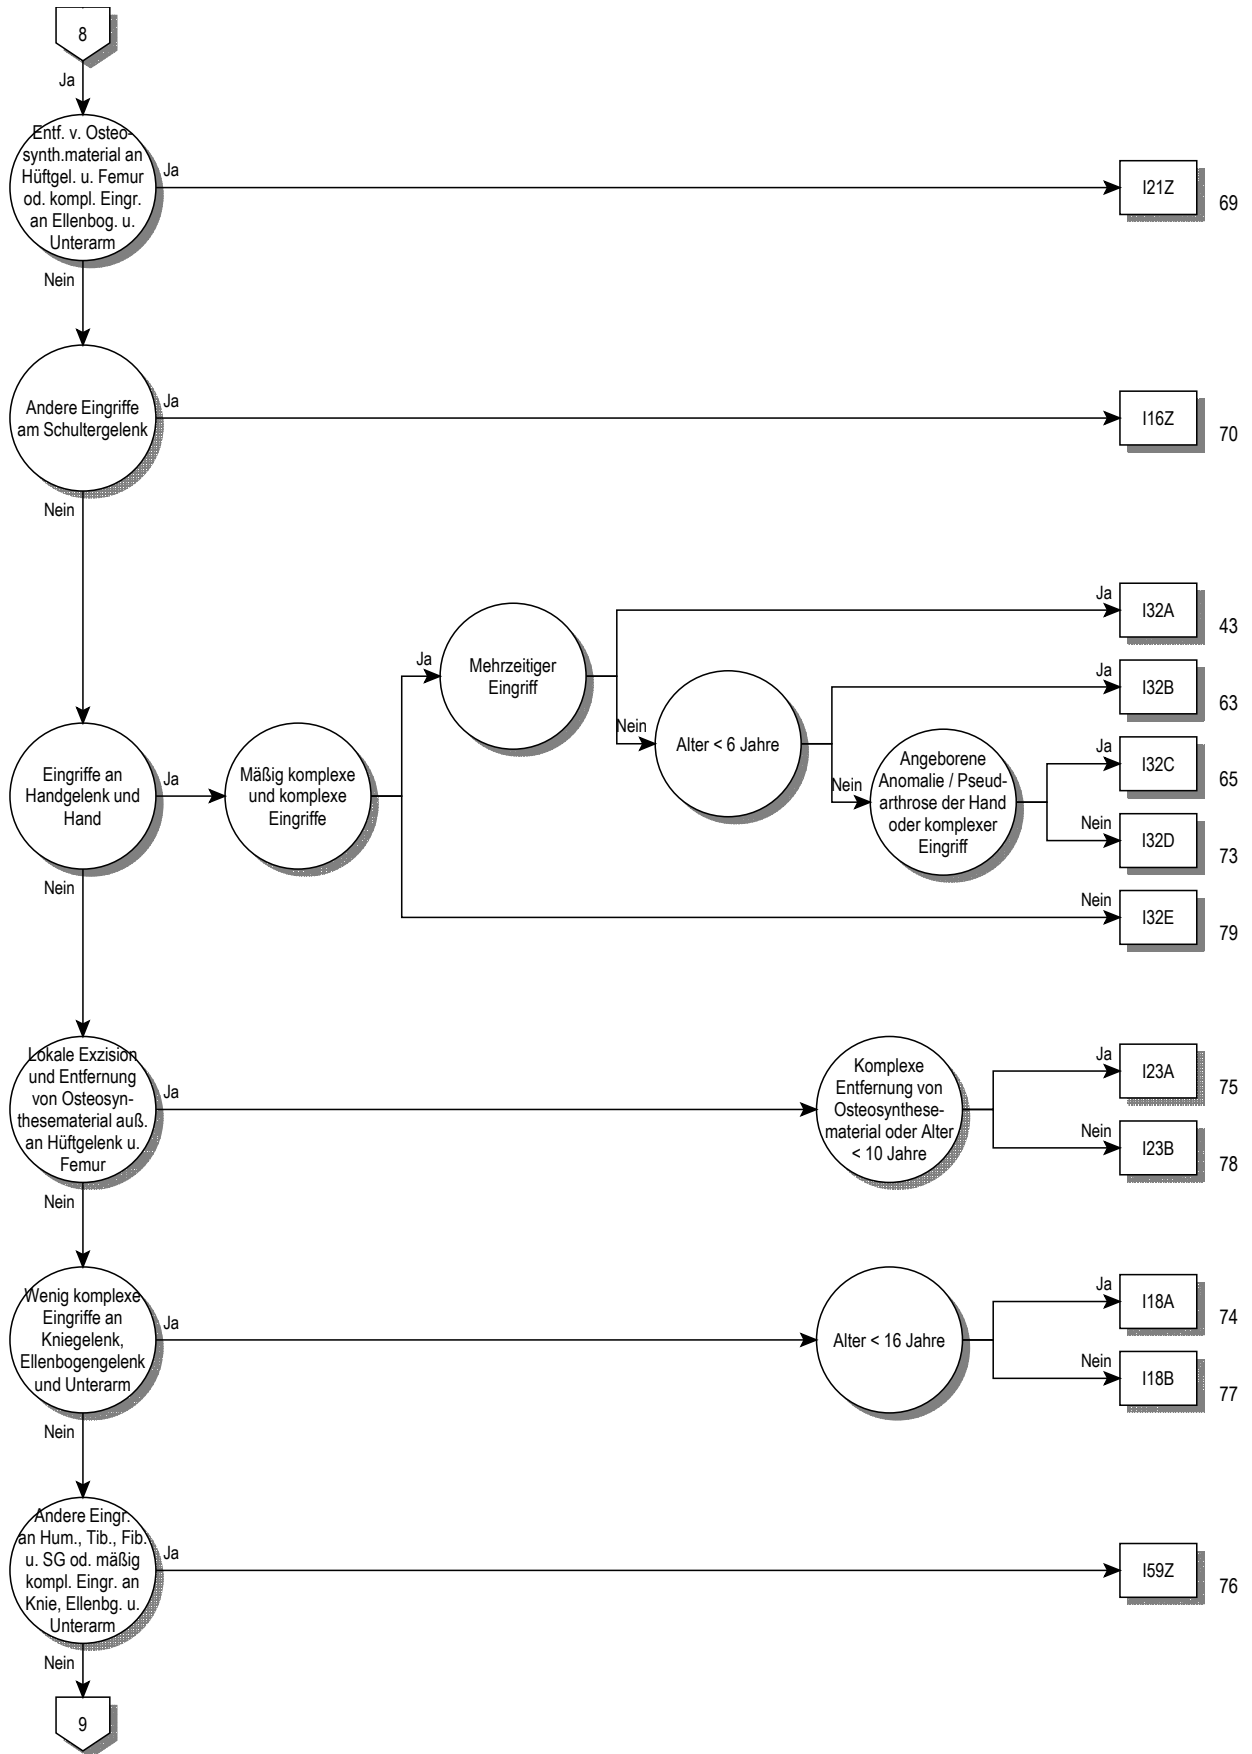 8
Ja
Entf. v. Osteo-
synth.material an
Hüftgel. u. Femur
od. kompl. Eingr.
an Ellenbog. u.
Unterarm
Ja
I21Z
69
Nein
Andere Eingriffe
am Schultergelenk
Ja
I16Z
70
Nein
Eingriffe an
Handgelenk und
Hand
Ja
Mäßig komplexe
und komplexe
Eingriffe
Ja
Mehrzeitiger
Eingriff
Ja
I32A
43
Nein
Alter < 6 Jahre
Ja
I32B
63
Nein
Angeborene
Anomalie / Pseud-
arthrose der Hand
oder komplexer
Eingriff
Ja
I32C
65
Nein
I32D
73
Nein
I32E
79
Nein
Lokale Exzision
und Entfernung
von Osteosyn-
thesematerial auß.
an Hüftgelenk u.
Femur
Ja
Komplexe
Entfernung von
Osteosynthese-
material oder Alter
< 10 Jahre
Ja
I23A
75
Nein
I23B
78
Nein
Wenig komplexe
Eingriffe an
Kniegelenk,
Ellenbogengelenk
und Unterarm
Ja
Alter < 16 Jahre
Ja
I18A
74
Nein
I18B
77
Nein
Andere Eingr.
an Hum., Tib., Fib.
u. SG od. mäßig
kompl. Eingr. an
Knie, Ellenbg. u.
Unterarm
Ja
I59Z
76
Nein
9